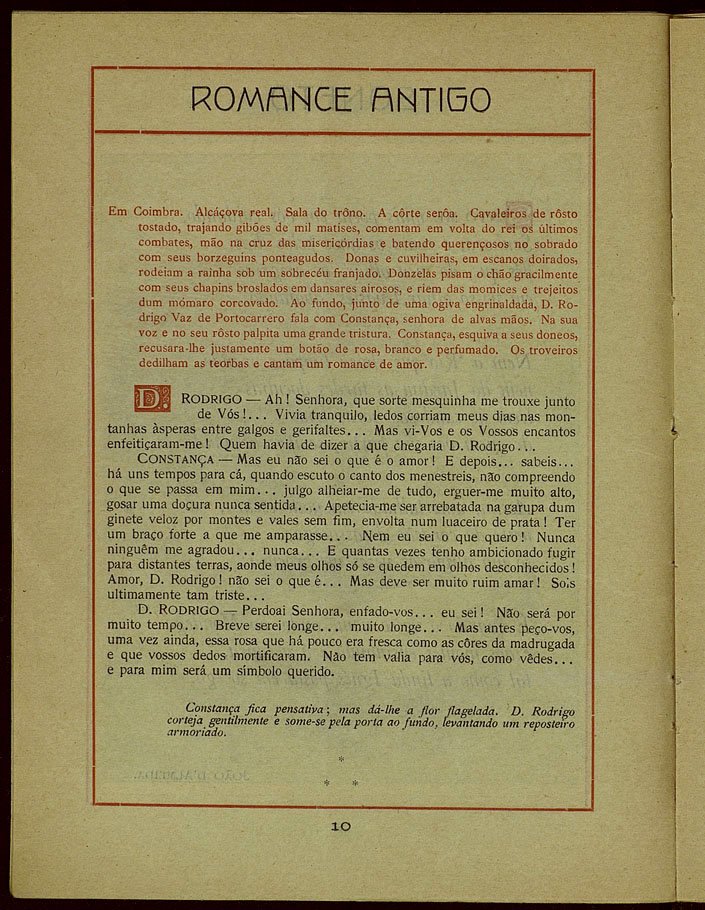 ROMANCE ANTIGO
Em Coimbra. Alcáçova real. Sala do trôno. A côrte serôa. Cavaleiros de rôsto
tostado, trajando gibões de mil matises, comentam em volta do rei os últimos
combates, mão na cruz das misericórdias e batendo querençosos no sobrado
com seus borzeguins ponteagudos. Donas e cuvilheiras, em escanos doirados,
rodeiam a rainha sob um sobrecéu franjado. Donzelas pisam o chão gracilmente
com seus chapins broslados em dansares airosos, e riem das momices e trejeitos
dum mómaro corcovado. Ao fundo, junto de uma ogiva engrinaldada, D. Ro-
drigo Vaz de Portocarrero fala com Constança, senhora de alvas mãos. Na sua
voz e no seu rôsto palpita uma grande tristura. Constança, esquiva a seus doneos,
recusara-lhe justamente um botão de rosa, branco e perfumado. Os troveiros
dedilham as teorbas e cantam um romance de amor.
D. RODRIGO — Ah! Senhora, que sorte mesquinha me trouxe junto
de Vós!... Vivia tranquilo, ledos corriam meus dias nas mon-
tanhas àsperas entre galgos e gerifaltes... Mas vi-Vos e os Vossos encantos
enfeitiçaram-me! Quem havia de dizer a que chegaria D. Rodrigo...
CONSTANÇA — Mas eu não sei o que é o amor! E depois... sabeis...
há uns tempos para cá, quando escuto o canto dos menestreis, não compreendo
o que se passa em mim... julgo alheiar-me de tudo, erguer-me muito alto,
gosar uma doçura nunca sentida... Apetecia-me ser arrebatada na garupa dum
ginete veloz por montes e vales sem fim, envolta num luaceiro de prata! Ter
um braço forte a que me amparasse... Nem eu sei o que quero! Nunca
ninguêm me agradou... nunca... E quantas vezes tenho ambicionado fugir
para distantes terras, aonde meus olhos só se quedem em olhos desconhecidos!
Amor, D. Rodrigo! não sei o que é... Mas deve ser muito ruim amar! Sois
ultimamente tam triste...
D. RODRIGO — Perdoai Senhora, enfado-vos... eu sei! Não será por
muito tempo... Breve serei longe... muito longe... Mas antes peço-vos,
uma vez ainda, essa rosa que há pouco era fresca como as côres da madrugada
e que vossos dedos mortificaram. Não tem valia para vós, como vêdes...
e para mim será um simbolo querido.
Constança fica pensativa; mas dá-lhe a flor flagelada. D. Rodrigo
corteja gentilmente e some-se pela porta ao fundo, levantando um reposteiro
armoriado.
*
* *
10